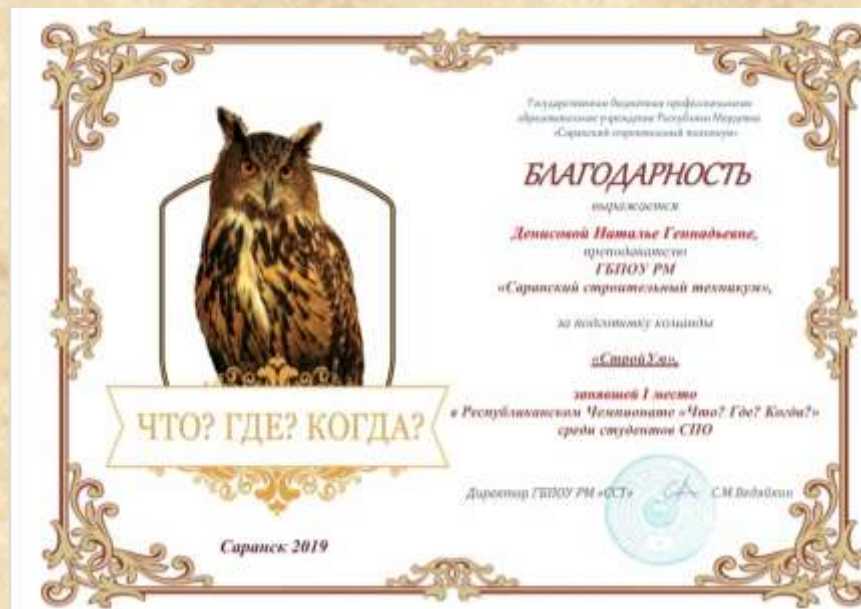 ЧТО? ГДЕ? КОГДА?
Саранск 2019
Государственное бюджетное профессиональное
образовательное учреждение Республики Мордовия
«Саранский строительный техникум»
БЛАГОДАРНОСТЬ
выражается
Денисовой Наталье Геннадьевне,
преподавателю
ГБПОУ РМ
«Саранский строительный техникум»,
за подготовку команды
«СтройУм»,
занявшей I место
в Республиканском Чемпионате «Что? Где? Когда?»
среди студентов СПО
Директор ГБПОУ РМ «ССТ» С.М.Видяйкин